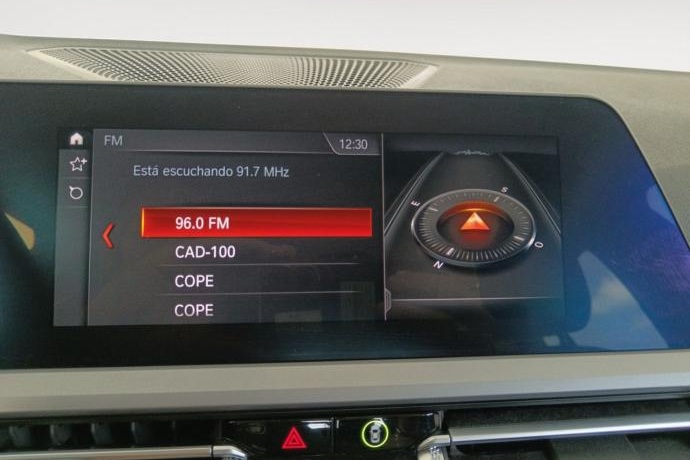 FM
12:30
Está escuchando 91.7 MHz
96.0 FM
CAD-100
COPE
COPE
E
S
N
O